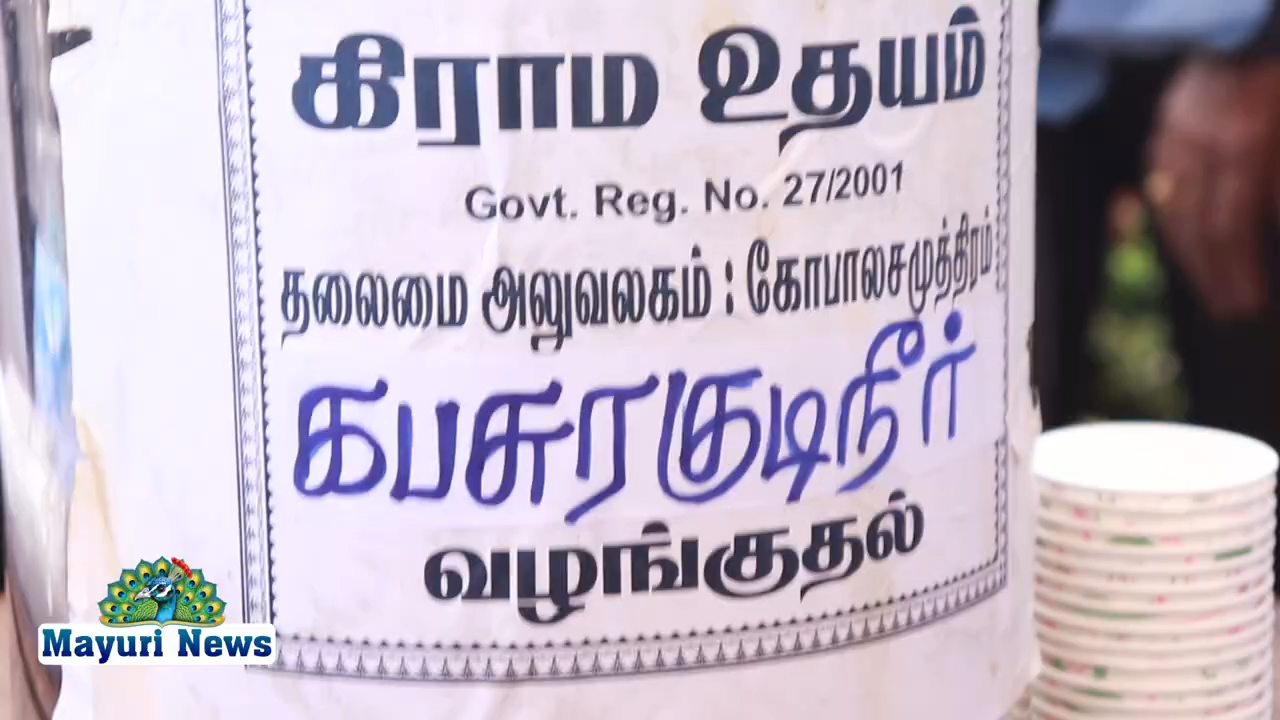 கிராம உதயம்
Govt. Reg. No. 27/2001
தலைமை அலுவலகம் : கோபாலசமுத்திரம்
கபசுரகுடிநீர்
வழங்குதல்
Mayuri News